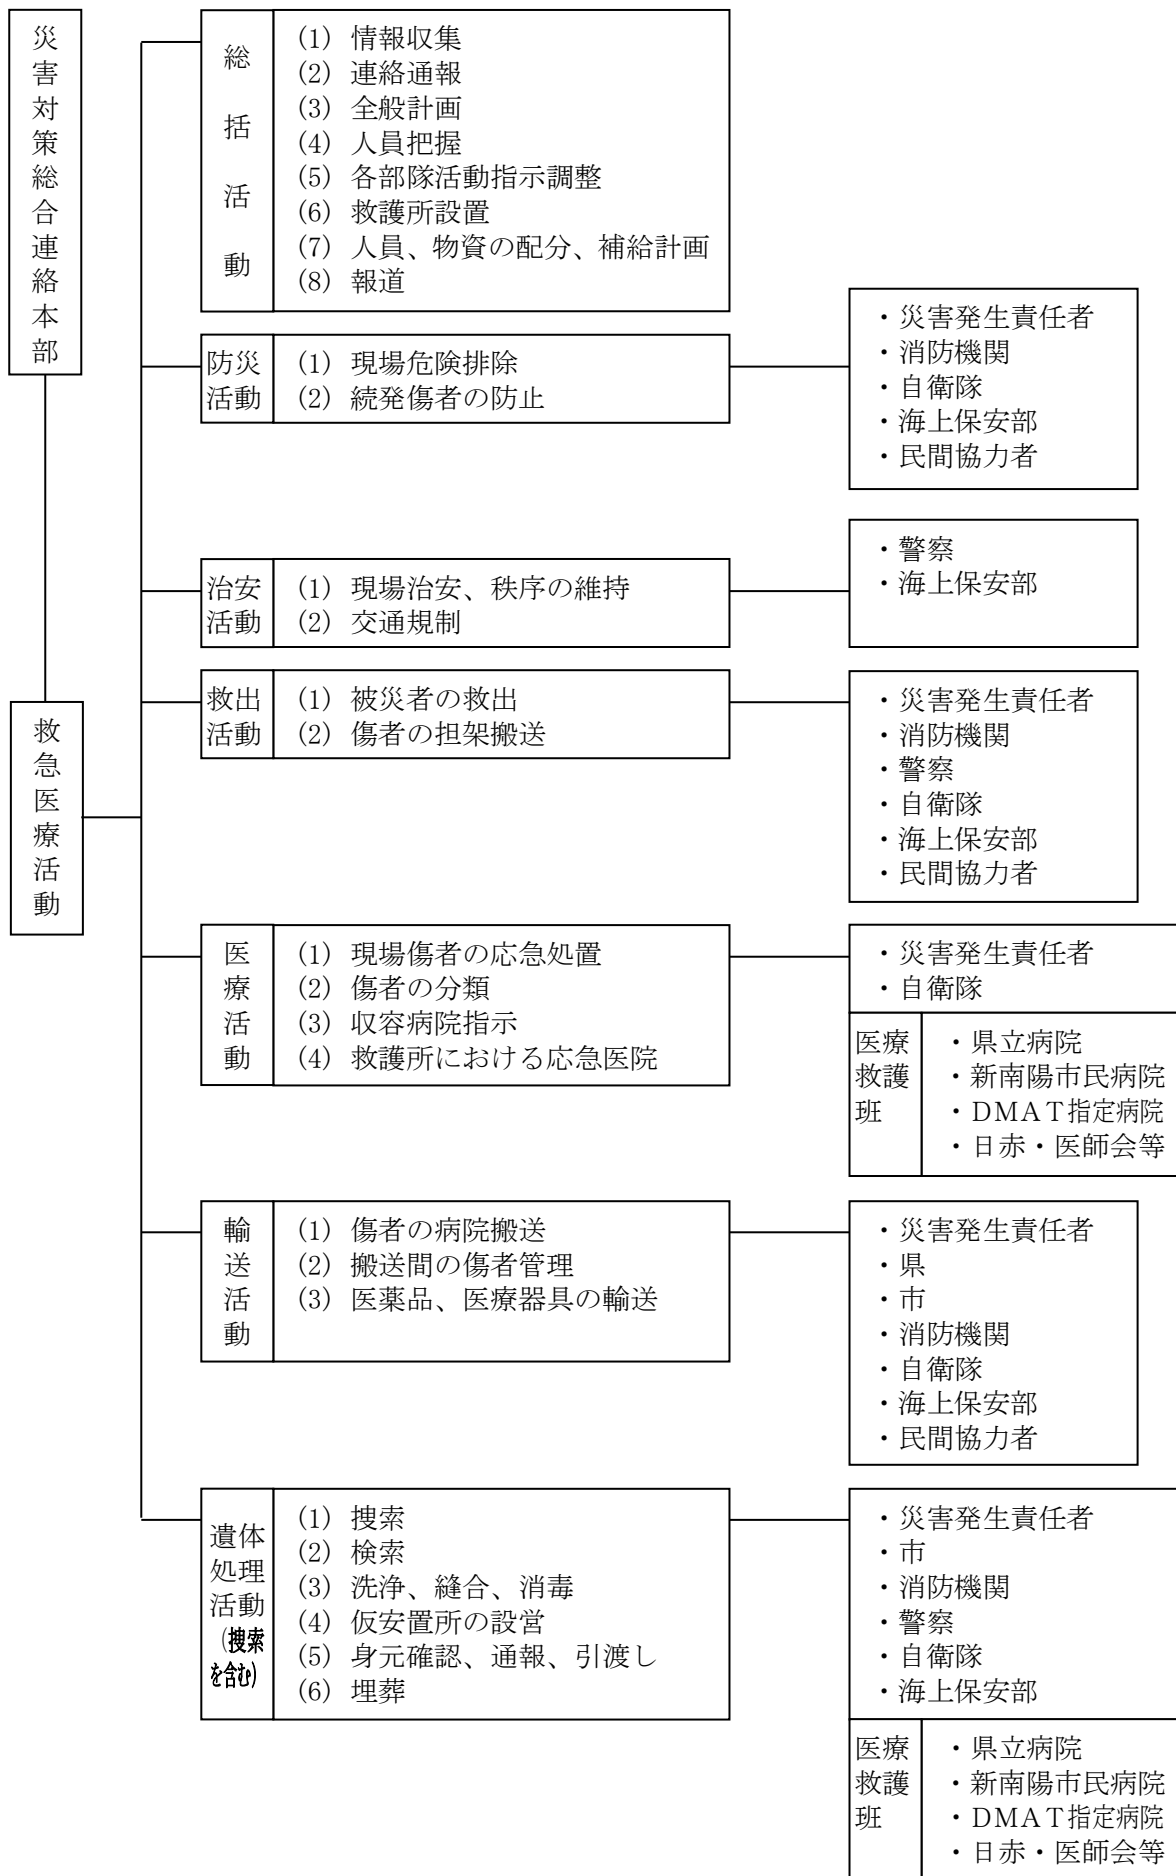 災害対策総合連絡本部
総括活動
(1) 情報収集
(2) 連絡通報
(3) 全般計画
(4) 人員把握
(5) 各部隊活動指示調整
(6) 救護所設置
(7) 人員、物資の配分、補給計画
(8) 報道
防災
活動
(1) 現場危険排除
(2) 続発傷者の防止
・災害発生責任者
・消防機関
・自衛隊
・海上保安部
・民間協力者
治安
活動
(1) 現場治安、秩序の維持
(2) 交通規制
・警察
・海上保安部
救急医療活動
救出
活動
(1) 被災者の救出
(2) 傷者の担架搬送
・災害発生責任者
・消防機関
・警察
・自衛隊
・海上保安部
・民間協力者
医療活動
(1) 現場傷者の応急処置
(2) 傷者の分類
(3) 収容病院指示
(4) 救護所における応急医院
・災害発生責任者
・自衛隊
医療
救護
班
・県立病院
・新南陽市民病院
・DMAT指定病院
・日赤・医師会等
輸送活動
(1) 傷者の病院搬送
(2) 搬送間の傷者管理
(3) 医薬品、医療器具の輸送
・災害発生責任者
・県
・市
・消防機関
・自衛隊
・海上保安部
・民間協力者
遺体
処理
活動
(捜索
を含む)
(1) 捜索
(2) 検索
(3) 洗浄、縫合、消毒
(4) 仮安置所の設営
(5) 身元確認、通報、引渡し
(6) 埋葬
・災害発生責任者
・市
・消防機関
・警察
・自衛隊
・海上保安部
医療
救護
班
・県立病院
・新南陽市民病院
・DMAT指定病院
・日赤・医師会等